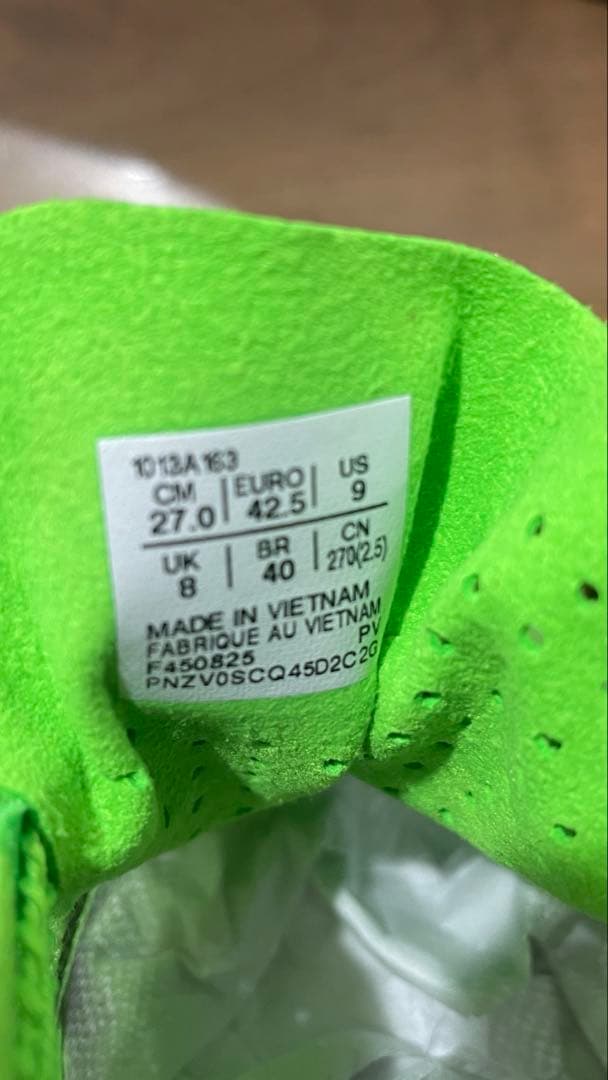 1013A163
CM | EURO | US
27.0 | 42.5 | 9
UK | BR | CN
8 | 40 | 270(2.5)
MADE IN VIETNAM
FABRIQUE AU VIETNAM
F450825 PV
PNZV0SCQ45D2C2G